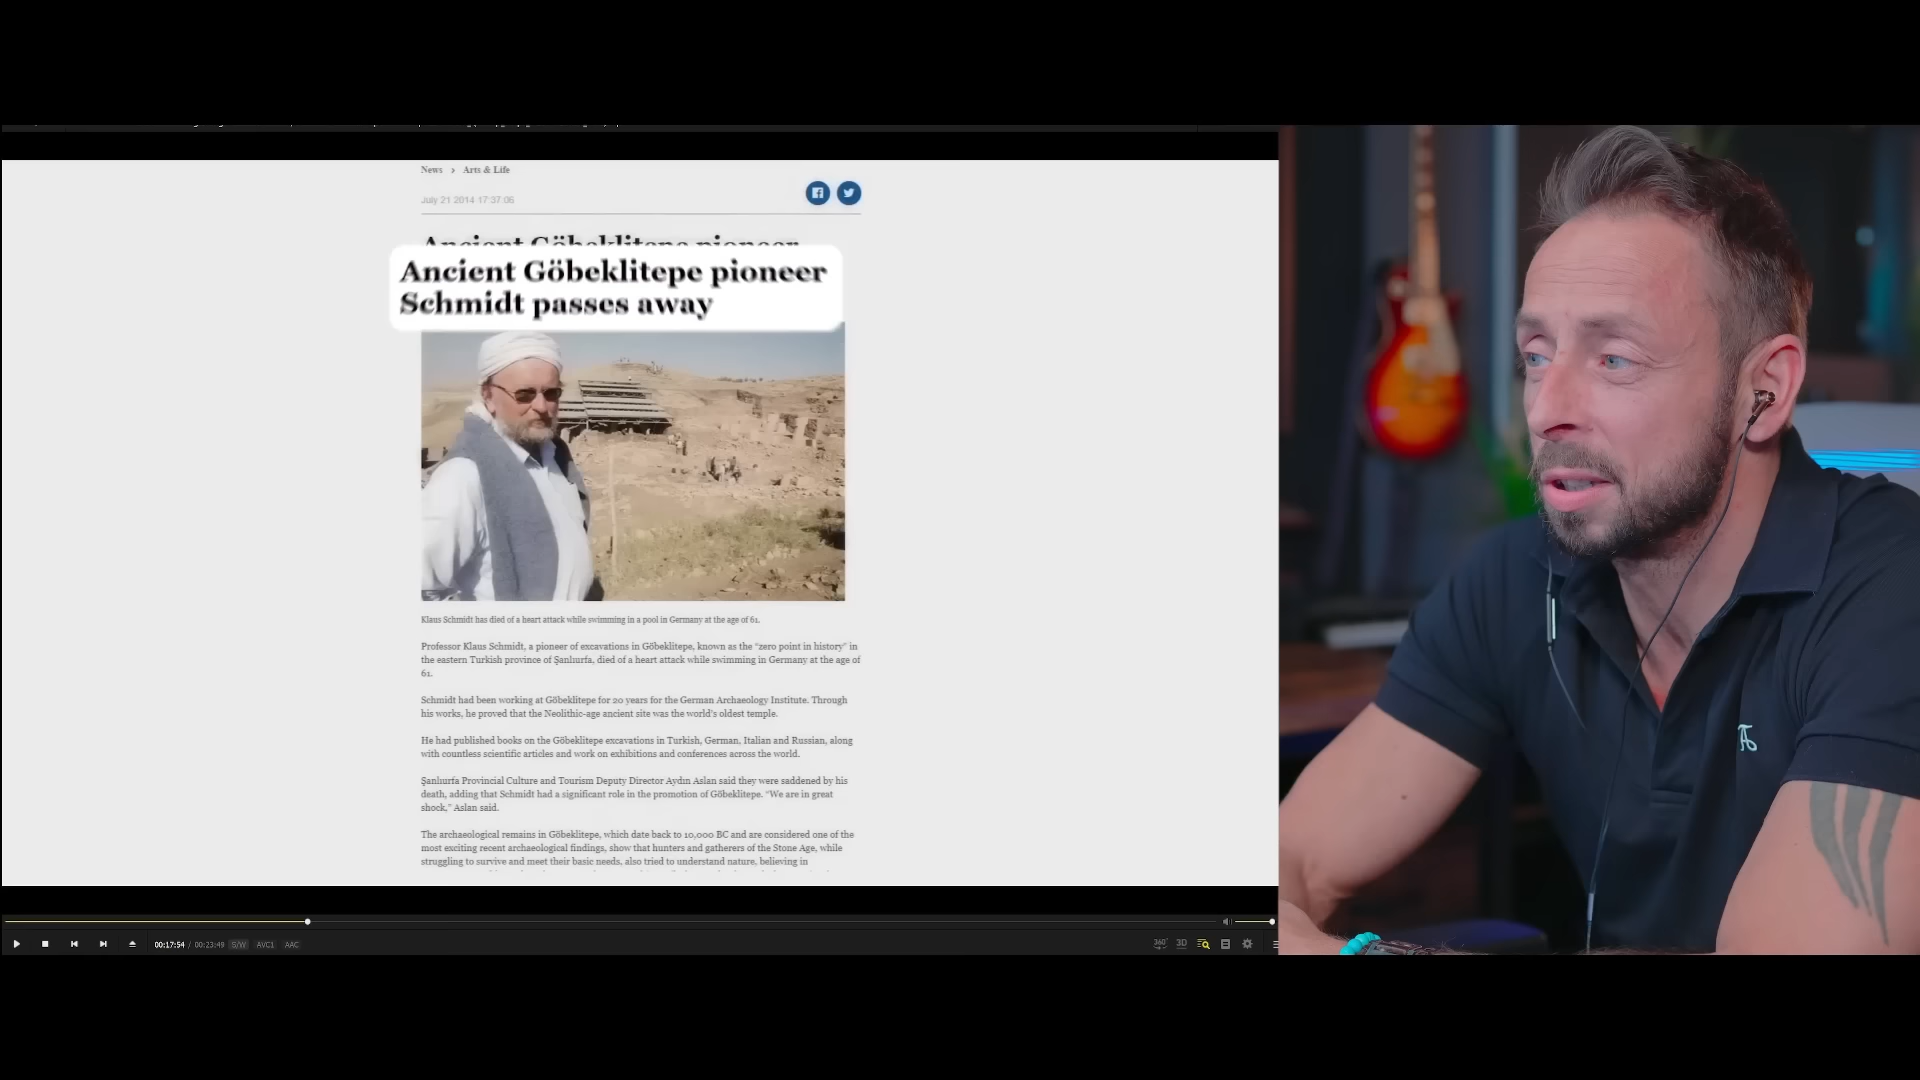 News > Arts & Life
July 21 2014 17:37:06
Ancient Göbeklitepe pioneer
Ancient Göbeklitepe pioneer
Schmidt passes away
Klaus Schmidt has died of a heart attack while swimming in a pool in Germany at the age of 61.
Professor Klaus Schmidt, a pioneer of excavations in Göbeklitepe, known as the "zero point in history" in
the eastern Turkish province of Şanlıurfa, died of a heart attack while swimming in Germany at the age of
61.
Schmidt had been working at Göbeklitepe for 20 years for the German Archaeology Institute. Through
his works, he proved that the Neolithic-age ancient site was the world's oldest temple.
He had published books on the Göbeklitepe excavations in Turkish, German, Italian and Russian, along
with countless scientific articles and work on exhibitions and conferences across the world.
Şanlıurfa Provincial Culture and Tourism Deputy Director Aydın Aslan said they were saddened by his
death, adding that Schmidt had a significant role in the promotion of Göbeklitepe. "We are in great
shock," Aslan said.
The archaeological remains in Göbeklitepe, which date back to 10,000 BC and are considered one of the
most exciting recent archaeological findings, show that hunters and gatherers of the Stone Age, while
struggling to survive and meet their basic needs, also tried to understand nature, believing in
00:17:54 / 00:23:49 S/W AVC1 AAC
360° 3D